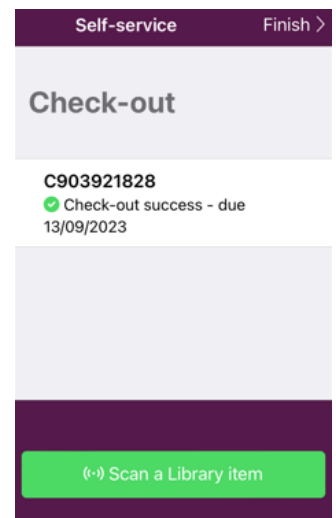 Self-service Finish >
Check-out
C903921828
Check-out success - due
13/09/2023
Scan a Library item